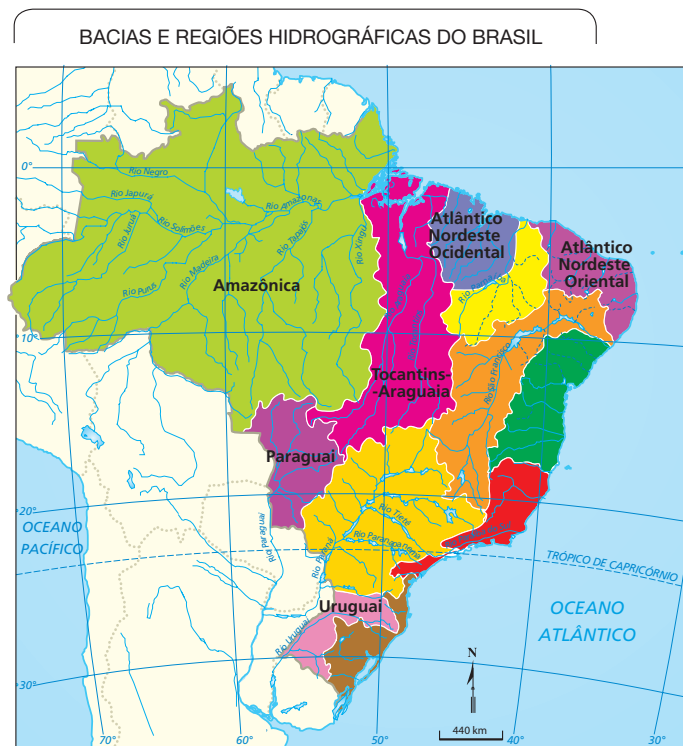 BACIAS E REGIÕES HIDROGRÁFICAS DO BRASIL
0°
Rio Negro
Rio Japurá
Rio Solimões
Rio Amazonas
Rio Juruá
Rio Tapajós
Rio Xingu
Rio Madeira
Rio Purus
Amazônica
Atlântico
Nordeste
Ocidental
Atlântico
Nordeste
Oriental
Rio Parnaíba
10°
Rio São Francisco
Tocantins-
-Araguaia
Paraguai
20°
OCEANO
PACÍFICO
Rio Paraguai
Rio Tietê
Rio Paranapanema
Rio Paraná
TRÓPICO DE CAPRICÓRNIO
Uruguai
Rio Uruguai
OCEANO
ATLÂNTICO
30°
N
440 km
70°
60°
50°
40°
30°